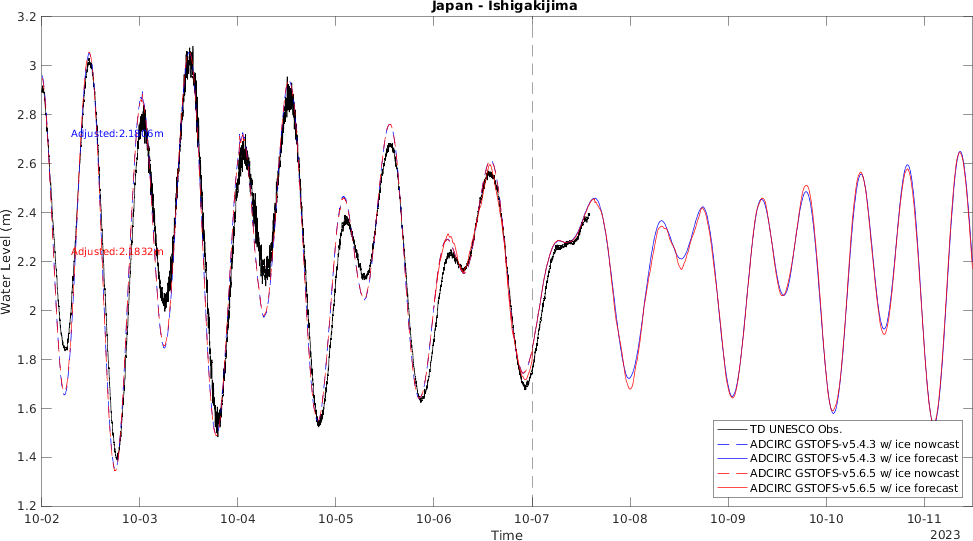 Japan - Ishigakijima
3.2
3
2.8
2.6
2.4
2.2
2
1.8
1.6
1.4
1.2
Water Level (m)
Adjusted:2.1806m
Adjusted:2.1832m
TD UNESCO Obs.
ADCIRC GSTOFS-v5.4.3 w/ ice nowcast
ADCIRC GSTOFS-v5.4.3 w/ ice forecast
ADCIRC GSTOFS-v5.6.5 w/ ice nowcast
ADCIRC GSTOFS-v5.6.5 w/ ice forecast
10-02 10-03 10-04 10-05 10-06 10-07 10-08 10-09 10-10 10-11
Time
2023